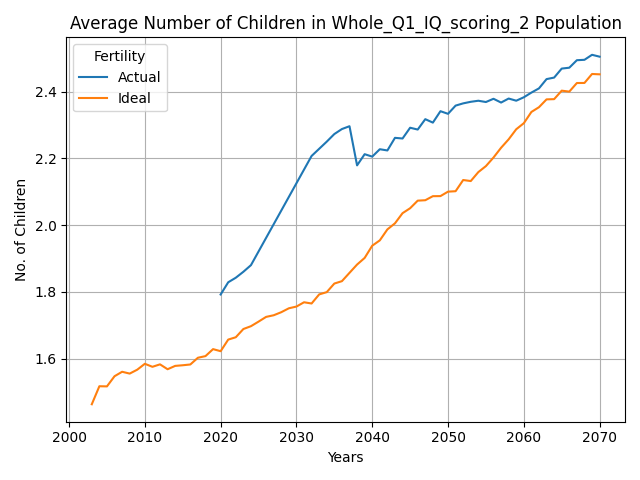 Average Number of Children in Whole_Q1_IQ_scoring_2 Population
Fertility
Actual
Ideal
No. of Children
2.4
2.2
2.0
1.8
1.6
2000 2010 2020 2030 2040 2050 2060 2070
Years